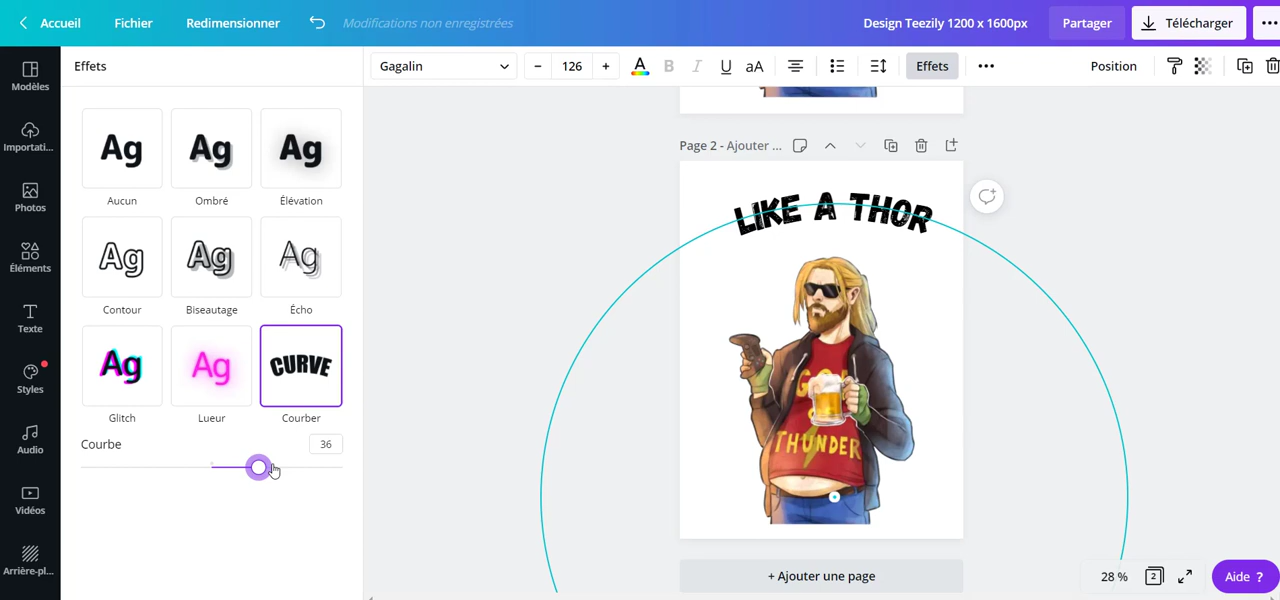 Accueil
Fichier
Redimensionner
Modifications non enregistrées
Design Teezily 1200 x 1600px
Partager
Télécharger
Modèles
Importati...
Photos
Éléments
Texte
Styles
Audio
Vidéos
Arrière-pl...
Effets
Ag
Ag
Ag
Aucun
Ombré
Élévation
Ag
Ag
Ag
Contour
Biseautage
Écho
Ag
Ag
CURVE
Glitch
Lueur
Courber
Courbe
36
Gagalin
126
A
B
I
U
aA
Effets
Position
Page 2 - Ajouter ...
LIKE A THOR
THUNDER
+ Ajouter une page
28 %
2
Aide ?